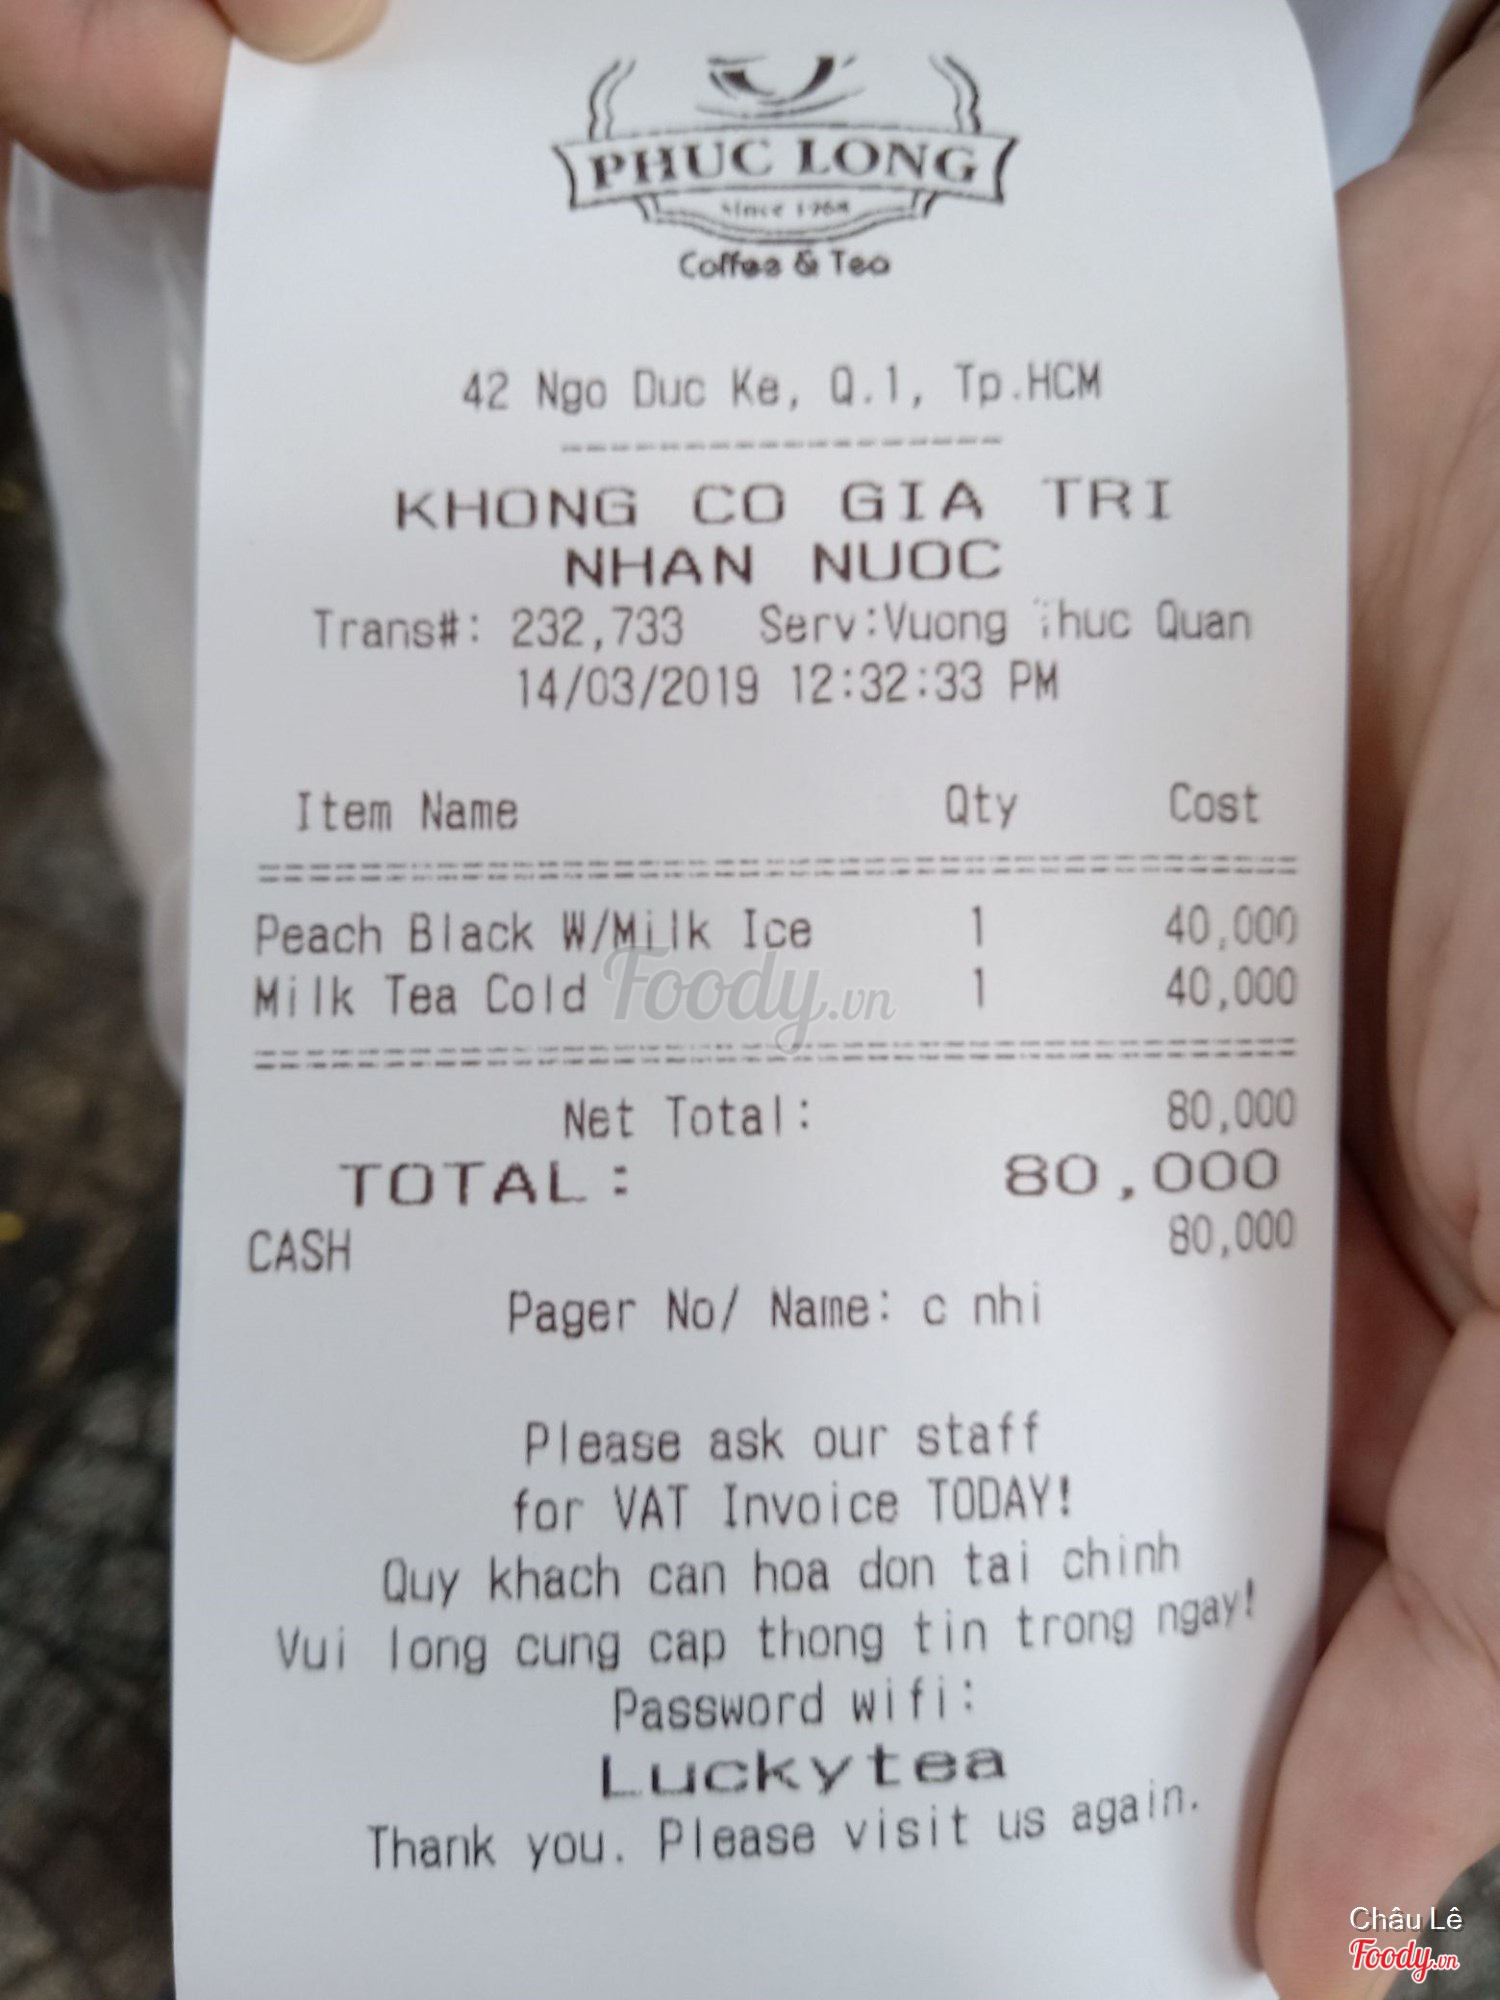 PHUC LONG
Since 1968
Coffee & Tea
42 Ngo Duc Ke, Q.1, Tp.HCM
KHONG CO GIA TRI
NHAN NUOC
Trans#: 232,733 Serv:Vuong Thuc Quan
14/03/2019 12:32:33 PM
Item Name Qty Cost
Peach Black W/Milk Ice 1 40,000
Milk Tea Cold 1 40,000
Foody.vn
Net Total: 80,000
TOTAL: 80,000
CASH 80,000
Pager No/ Name: c nhi
Please ask our staff
for VAT Invoice TODAY!
Quy khach can hoa don tai chinh
Vui long cung cap thong tin trong ngay!
Password wifi:
Luckytea
Thank you. Please visit us again.
Châu Lê
Foody.vn